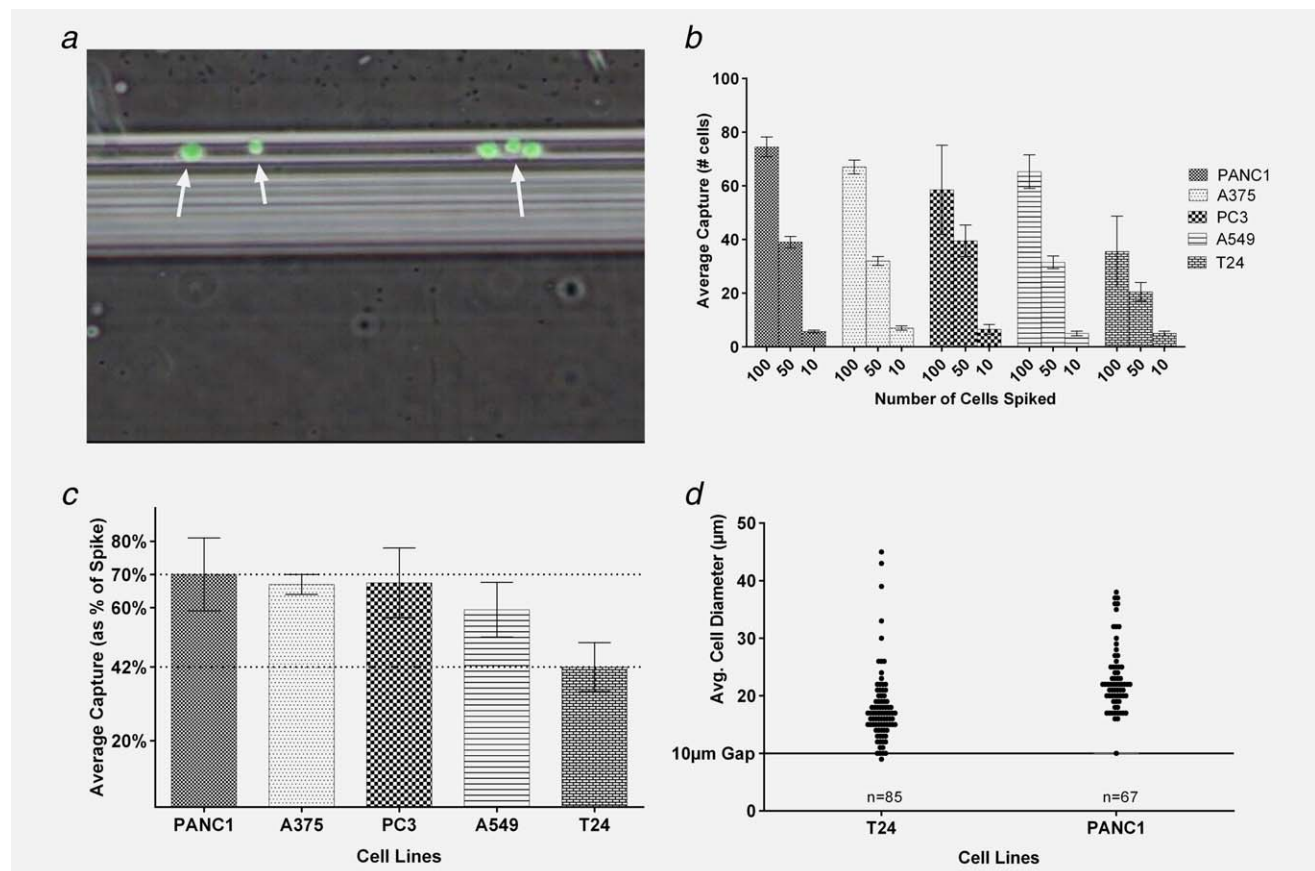 a
b
Average Capture (# cells)
100
80
60
40
20
0
100 50 10 100 50 10 100 50 10 100 50 10 100 50 10
Number of Cells Spiked
PANC1
A375
PC3
A549
T24
c
Average Capture (as % of Spike)
80%
70%
60%
42%
20%
PANC1 A375 PC3 A549 T24
Cell Lines
d
Avg. Cell Diameter (µm)
50
40
30
20
10µm Gap
0
n=85 n=67
T24 PANC1
Cell Lines